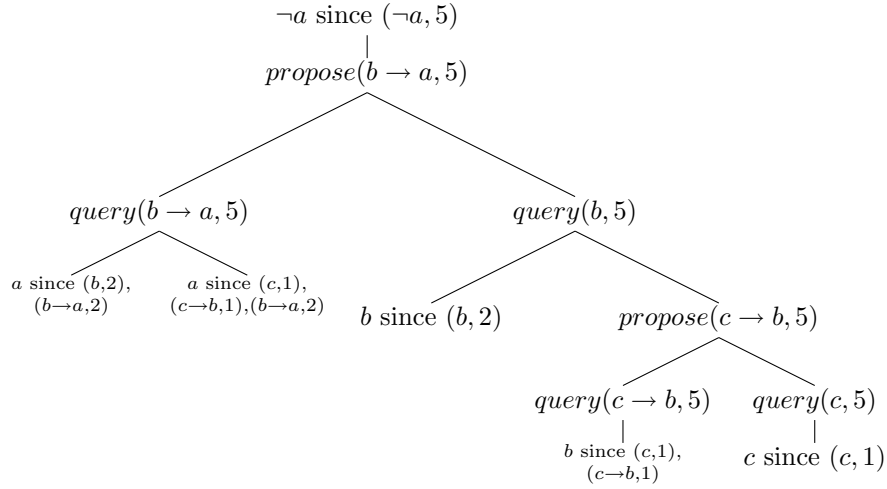 ¬a since (¬a, 5)
propose(b → a, 5)
query(b → a, 5)
query(b, 5)
a since (b,2),
(b→a,2)
a since (c,1),
(c→b,1),(b→a,2)
b since (b, 2)
propose(c → b, 5)
query(c → b, 5)
query(c, 5)
b since (c,1),
(c→b,1)
c since (c, 1)